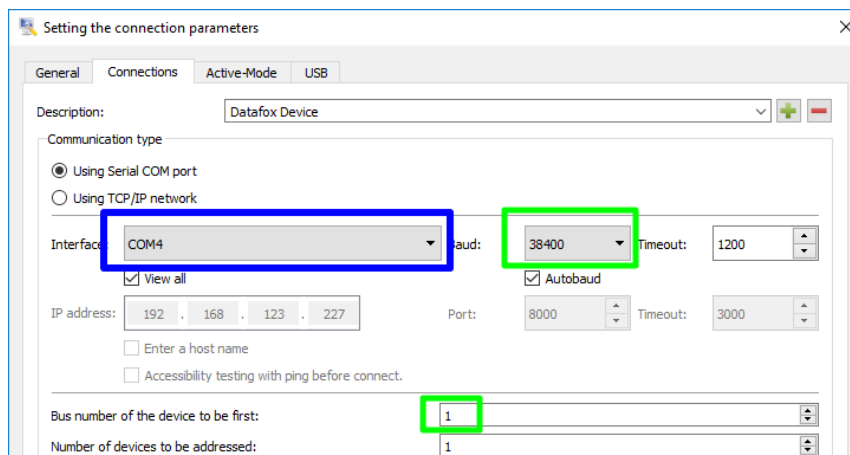 Setting the connection parameters
General Connections Active-Mode USB
Description: Datafox Device
Communication type
Using Serial COM port
Using TCP/IP network
Interface: COM4 Baud: 38400 Timeout: 1200
View all Autobaud
IP address: 192 . 168 . 123 . 227 Port: 8000 Timeout: 3000
Enter a host name
Accessibility testing with ping before connect.
Bus number of the device to be first: 1
Number of devices to be addressed: 1